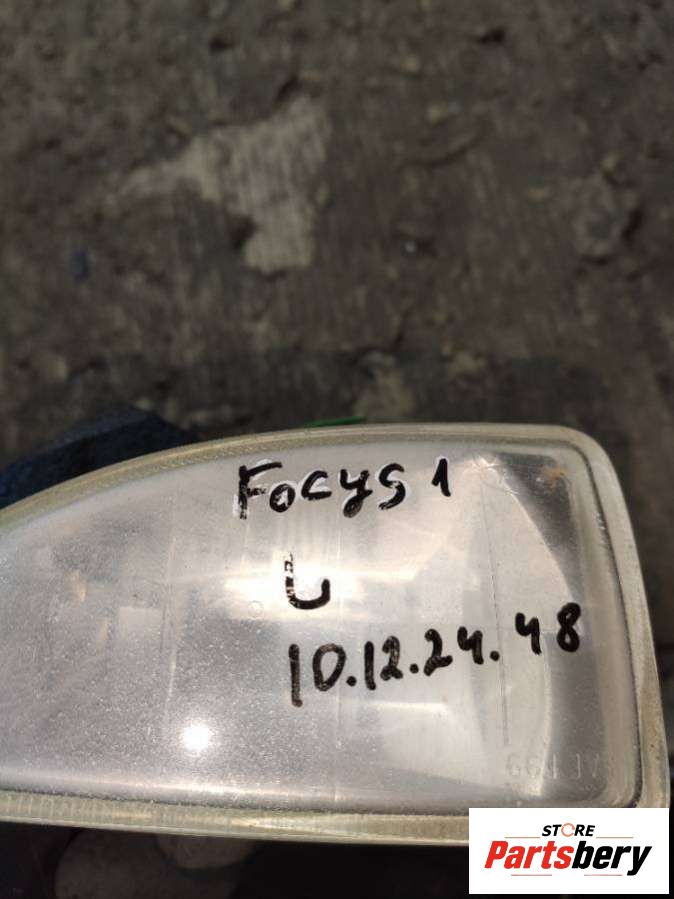 Focys 1
L
10.12.24.48
STORE
Partsbery